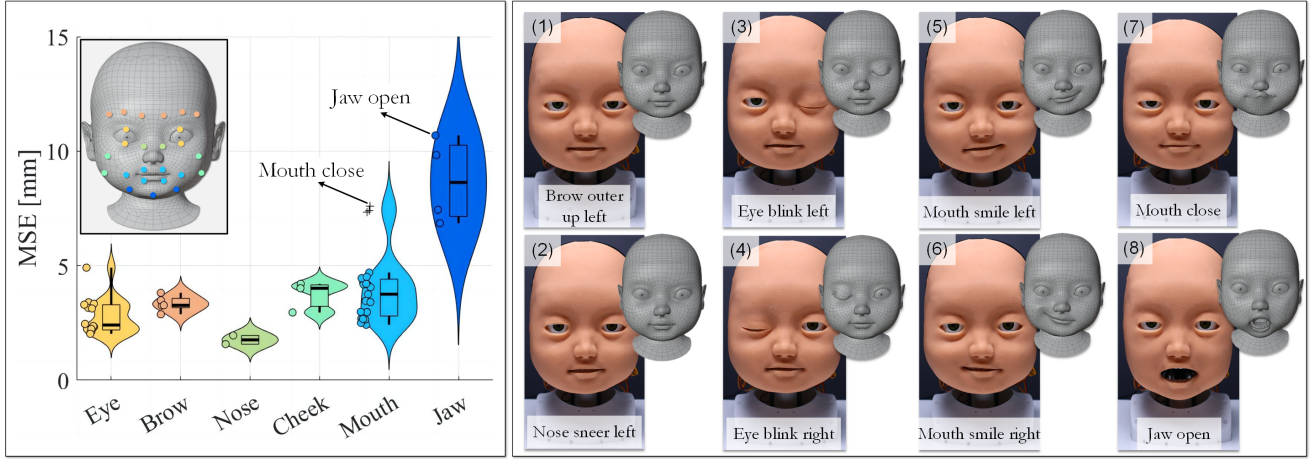 MSE [mm]
15
10
5
0
Jaw open
Mouth close
Eye
Brow
Nose
Cheek
Mouth
Jaw
(1)
Brow outer
up left
(3)
Eye blink left
(5)
Mouth smile left
(7)
Mouth close
(2)
Nose sneer left
(4)
Eye blink right
(6)
Mouth smile right
(8)
Jaw open